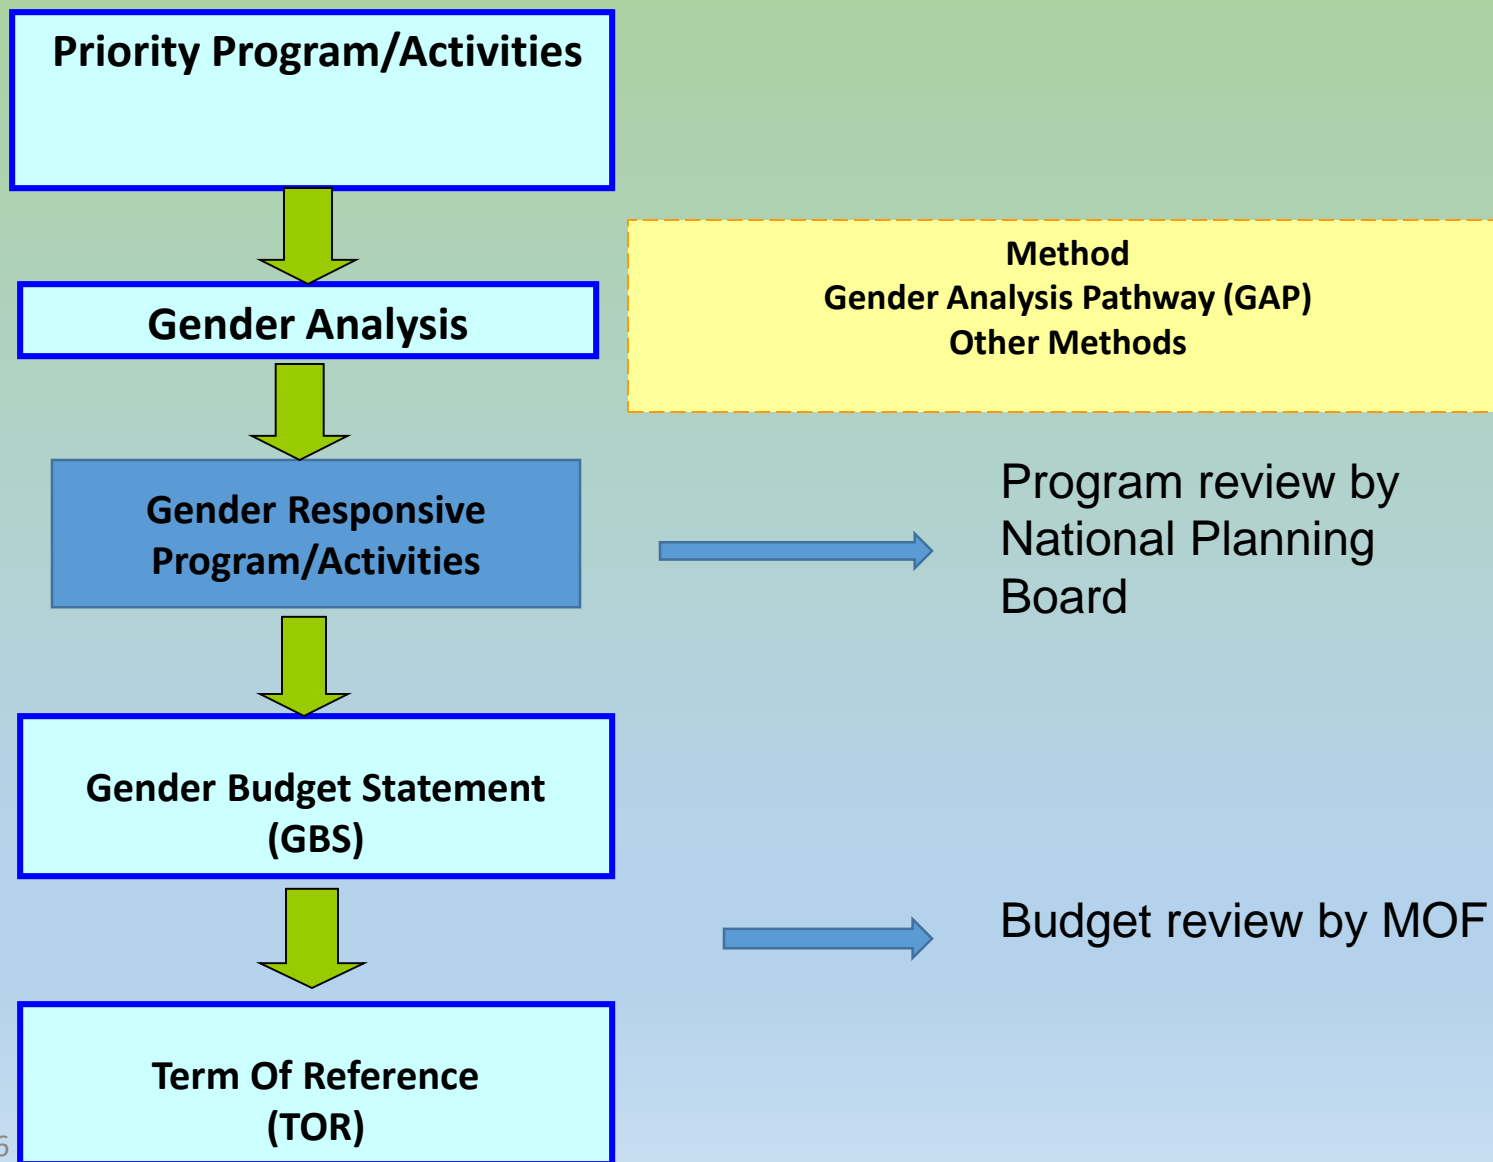 Priority Program/Activities
Method
Gender Analysis Pathway (GAP)
Other Methods
Gender Analysis
Gender Responsive
Program/Activities
Program review by
National Planning
Board
Gender Budget Statement
(GBS)
Budget review by MOF
Term Of Reference
(TOR)
6